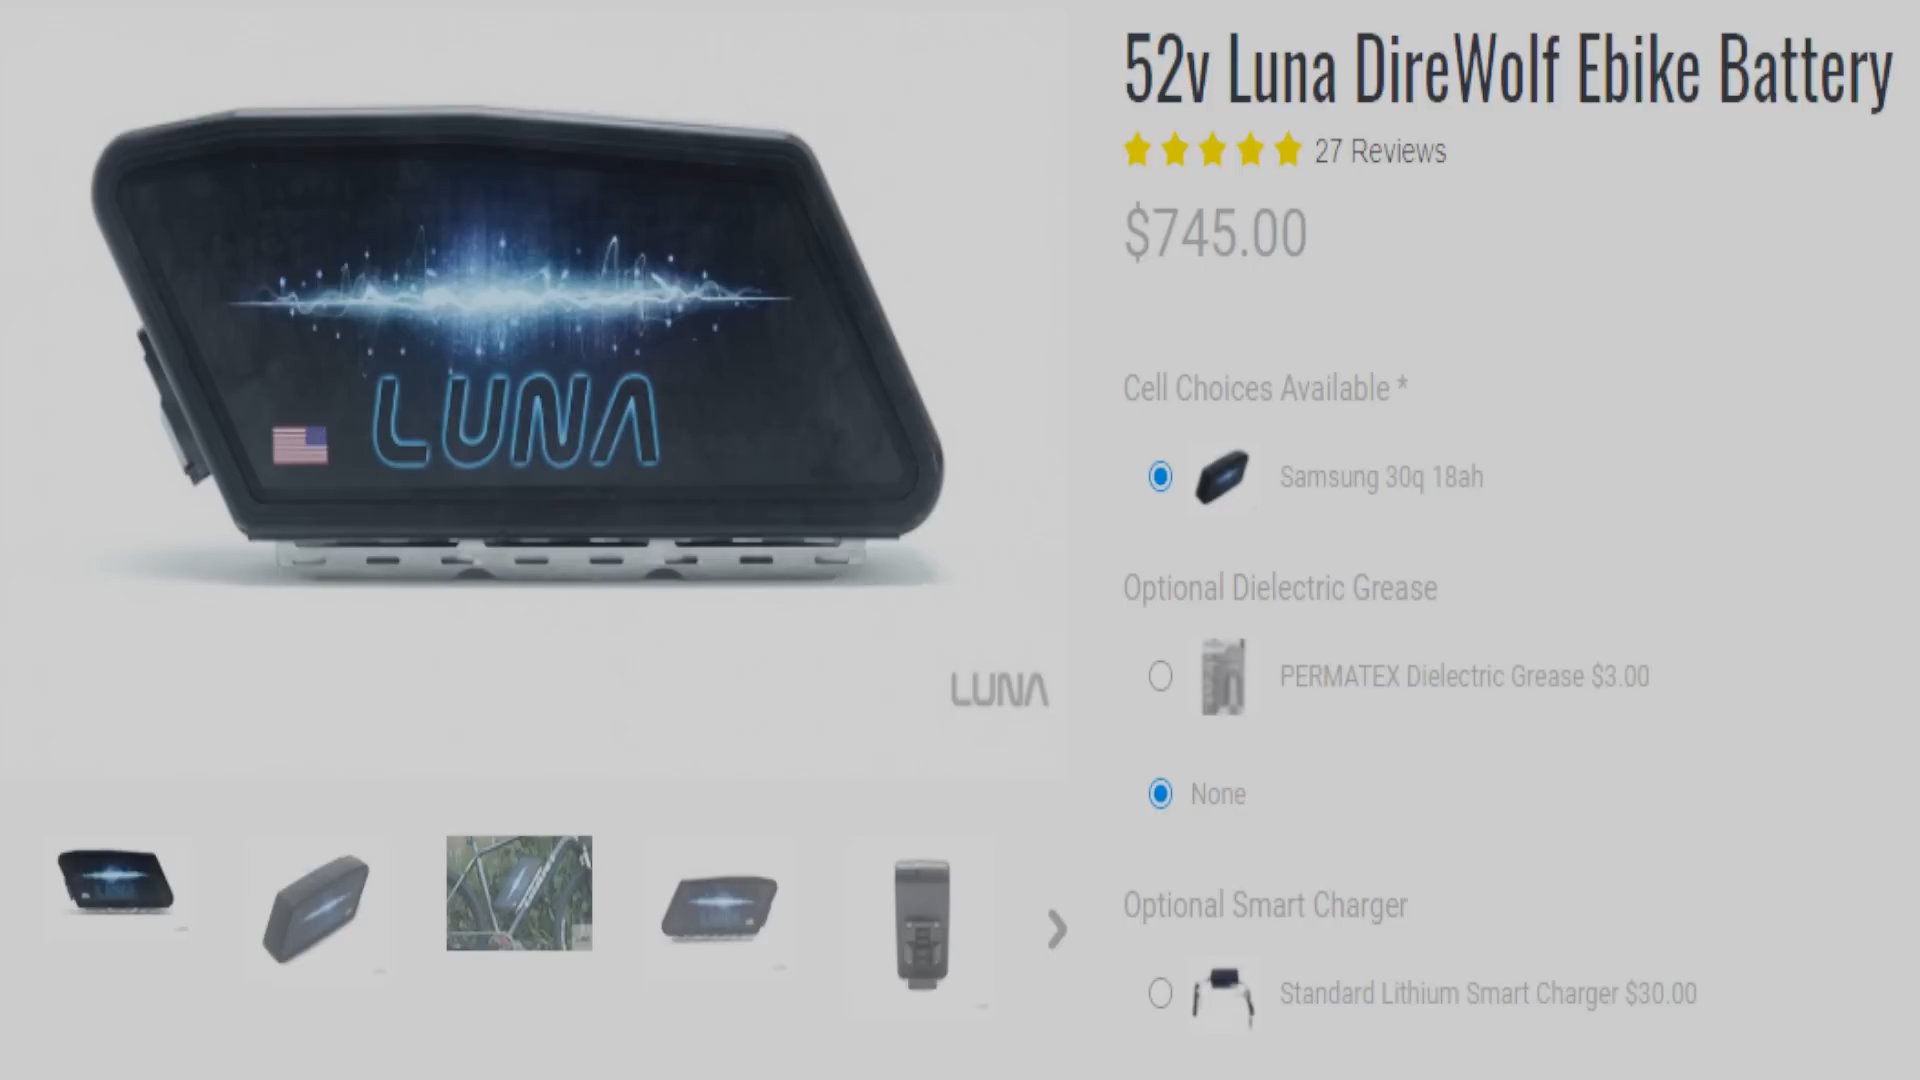 52v Luna DireWolf Ebike Battery
27 Reviews
$745.00
Cell Choices Available *
Samsung 30q 18ah
Optional Dielectric Grease
PERMATEX Dielectric Grease $3.00
None
Optional Smart Charger
Standard Lithium Smart Charger $30.00
LUNA
LUNA